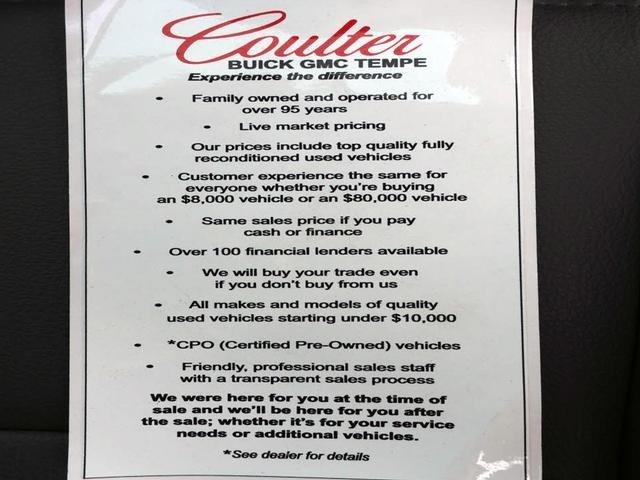 Coulter
BUICK GMC TEMPE
Experience the difference
• Family owned and operated for
over 95 years
• Live market pricing
• Our prices include top quality fully
reconditioned used vehicles
• Customer experience the same for
everyone whether you're buying
an $8,000 vehicle or an $80,000 vehicle
• Same sales price if you pay
cash or finance
• Over 100 financial lenders available
• We will buy your trade even
if you don't buy from us
• All makes and models of quality
used vehicles starting under $10,000
• *CPO (Certified Pre-Owned) vehicles
• Friendly, professional sales staff
with a transparent sales process
We were here for you at the time of
sale and we'll be here for you after
the sale; whether it's for your service
needs or additional vehicles.
*See dealer for details